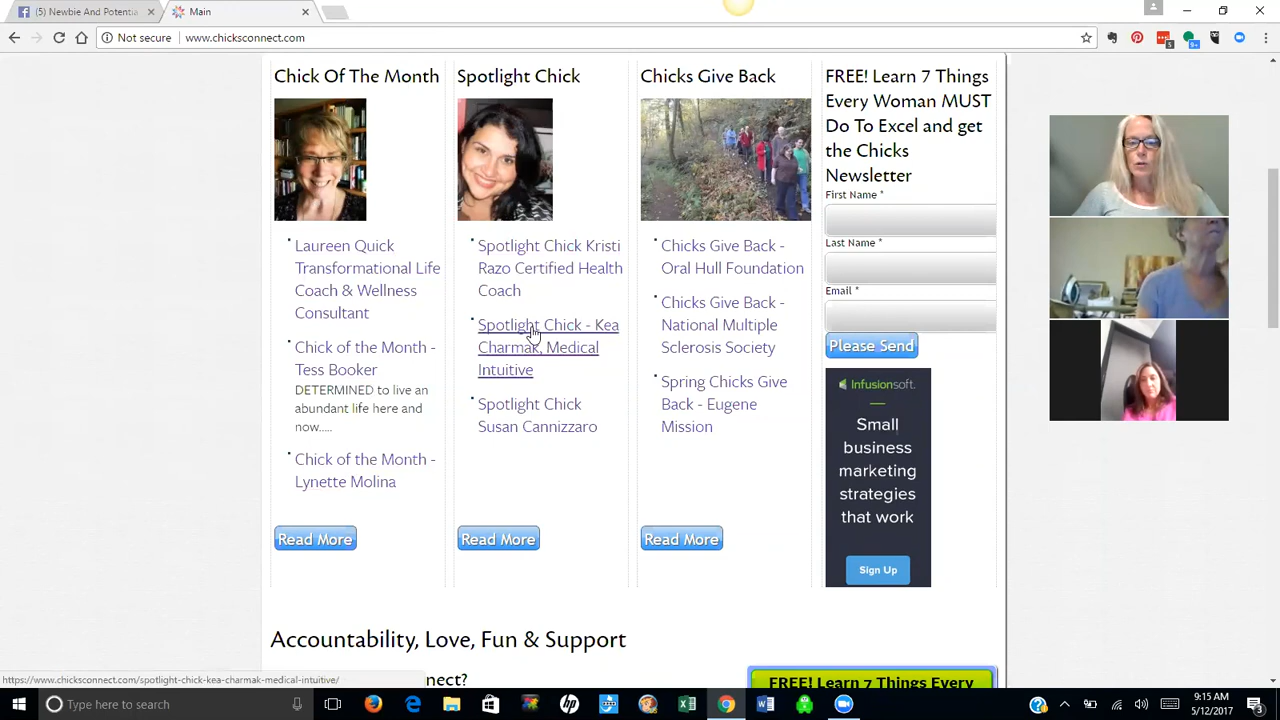 (5) Newbie And Potentia
Main
Not secure
www.chicksconnect.com
Chick Of The Month
Laureen Quick
Transformational Life
Coach & Wellness
Consultant
Chick of the Month -
Tess Booker
DETERMINED to live an
abundant life here and
now.....
Chick of the Month -
Lynette Molina
Read More
Spotlight Chick
Spotlight Chick Kristi
Razo Certified Health
Coach
Spotlight Chick - Kea
Charmak, Medical
Intuitive
Spotlight Chick
Susan Cannizzaro
Read More
Chicks Give Back
Chicks Give Back -
Oral Hull Foundation
Chicks Give Back -
National Multiple
Sclerosis Society
Spring Chicks Give
Back - Eugene
Mission
Read More
FREE! Learn 7 Things
Every Woman MUST
Do To Excel and get
the Chicks
Newsletter
First Name *
Last Name *
Email *
Please Send
Infusionsoft.
Small
business
marketing
strategies
that work
Sign Up
Accountability, Love, Fun & Support
nect?
FREE! Learn 7 Things Every
https://www.chicksconnect.com/spotlight-chick-kea-charmak-medical-intuitive/
Type here to search
9:15 AM
5/12/2017